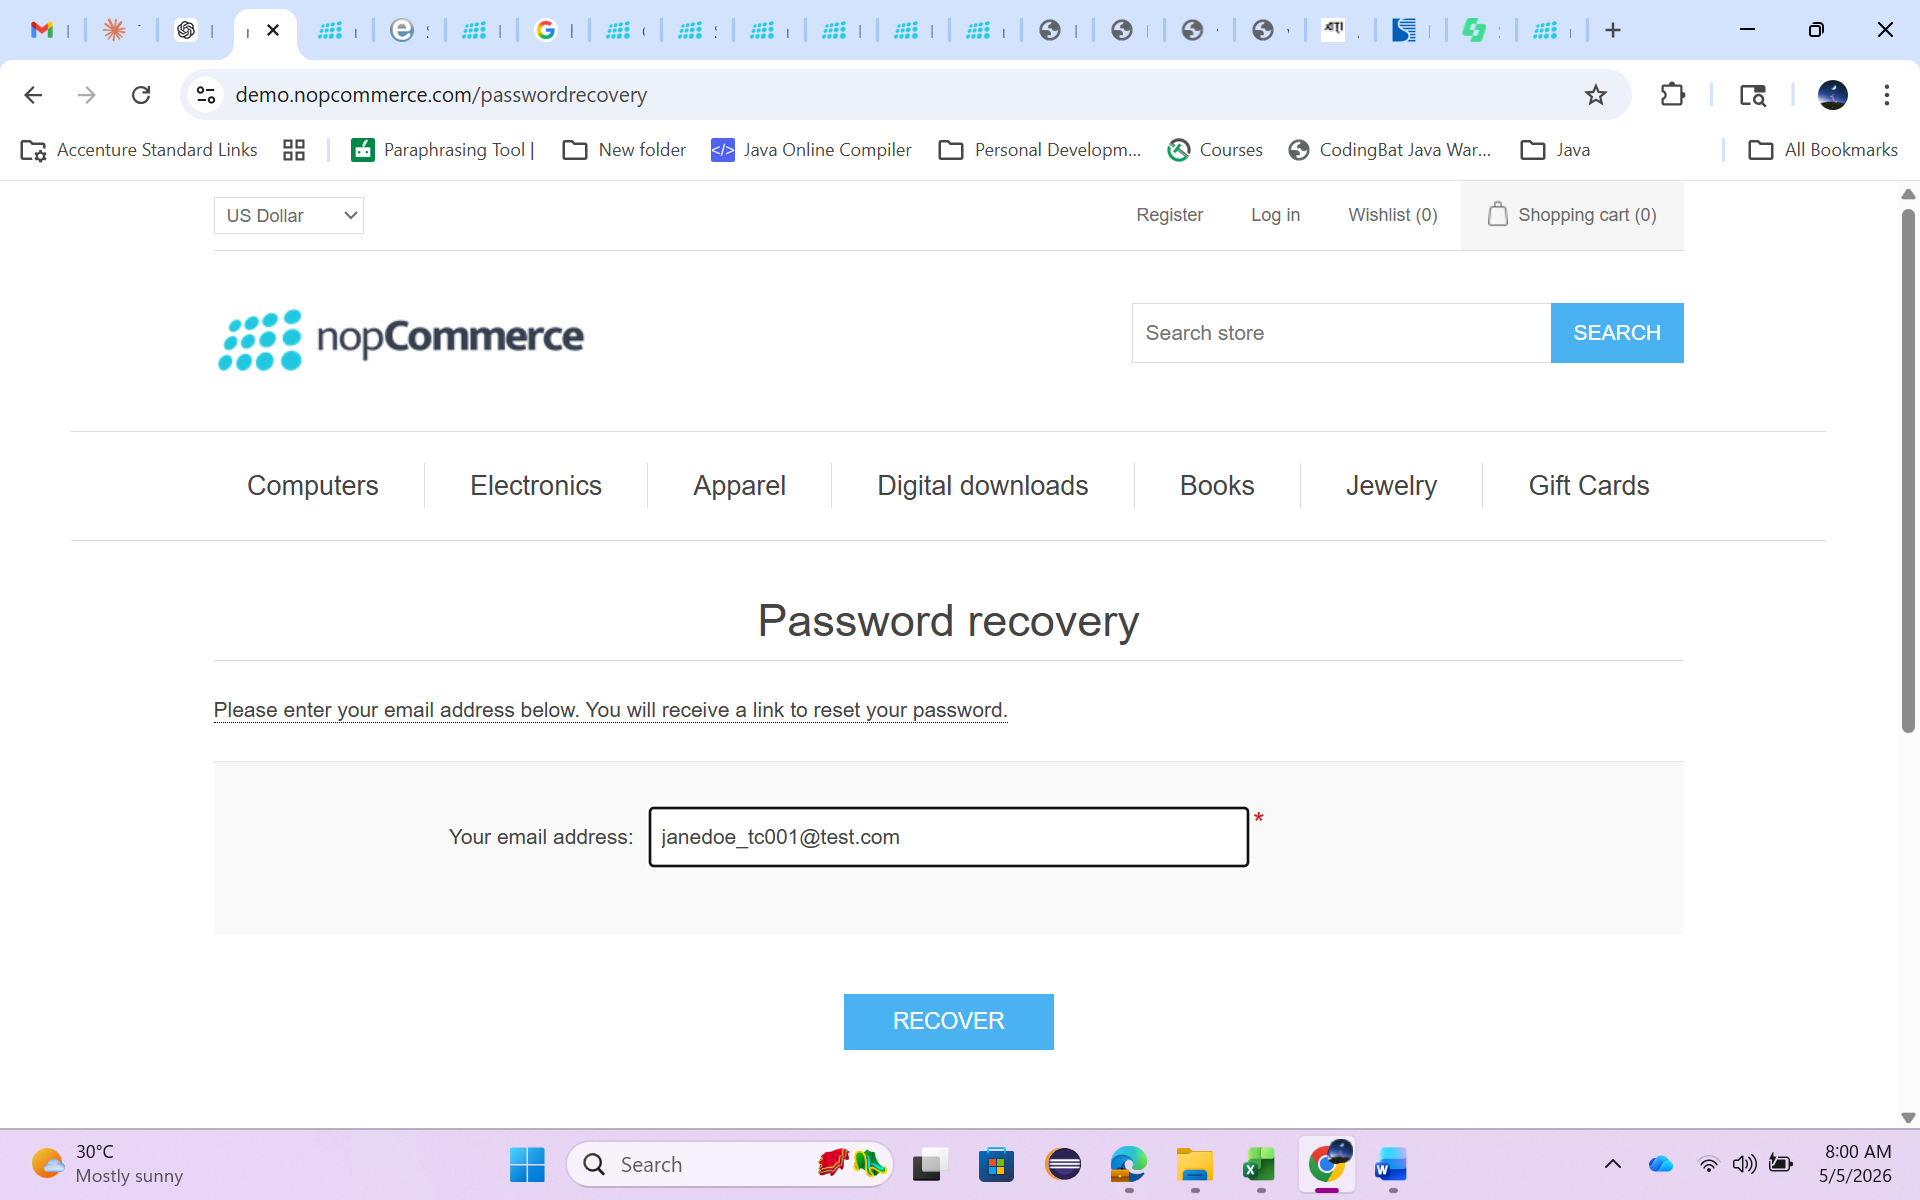 demo.nopcommerce.com/passwordrecovery
Accenture Standard Links
Paraphrasing Tool |
New folder
Java Online Compiler
Personal Developm...
Courses
CodingBat Java War...
Java
All Bookmarks
US Dollar
Register
Log in
Wishlist (0)
Shopping cart (0)
nopCommerce
Search store
SEARCH
Computers
Electronics
Apparel
Digital downloads
Books
Jewelry
Gift Cards
Password recovery
Please enter your email address below. You will receive a link to reset your password.
Your email address:
janedoe_tc001@test.com
*
RECOVER
30°C
Mostly sunny
Search
8:00 AM
5/5/2026